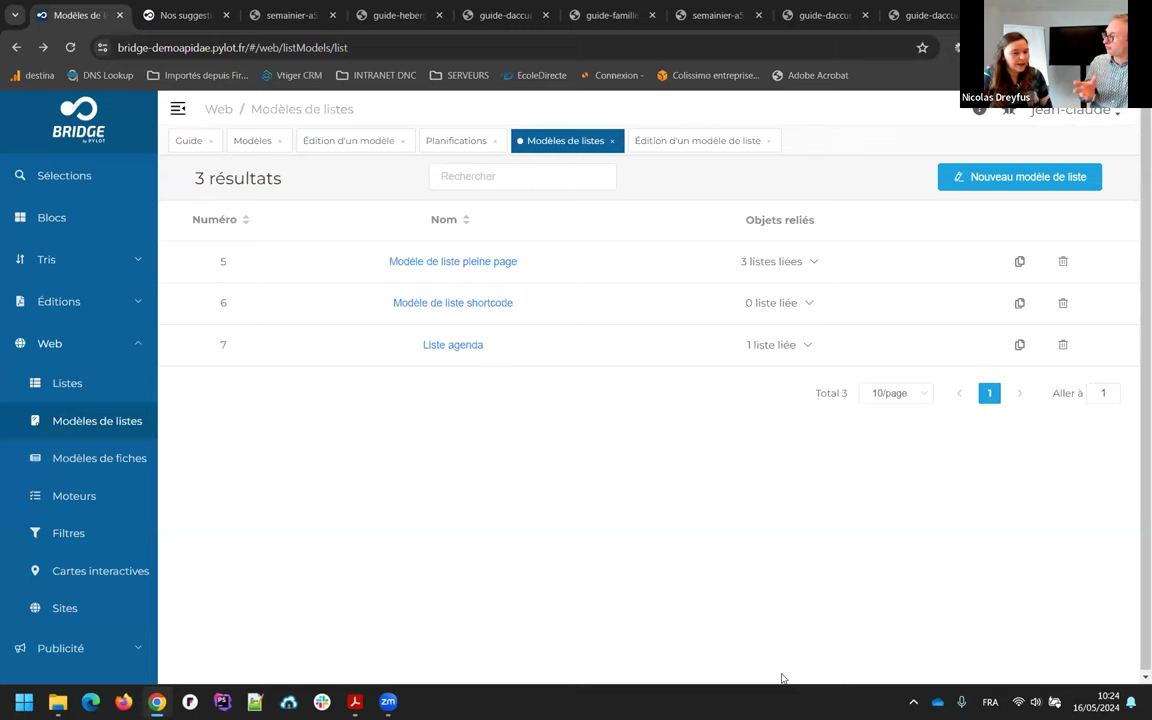 Modèles de l
Nos suggesti
semainier-a5
guide-heberg
guide-daccu
guide-famille
semainier-a5
guide-daccu
guide-daccu
bridge-demoapidae.pylot.fr/#/web/listModels/list
destina
DNS Lookup
Importés depuis Fir...
Vtiger CRM
INTRANET DNC
SERVEURS
EcoleDirecte
Connexion -
Colissimo entreprise...
Adobe Acrobat
Nicolas Dreyfus
BRIDGE
by PYLOT
Web / Modèles de listes
jean-claude
Guide
Modèles
Édition d'un modèle
Planifications
Modèles de listes
Édition d'un modèle de liste
Sélections
Blocs
Tris
Éditions
Web
Listes
Modèles de listes
Modèles de fiches
Moteurs
Filtres
Cartes interactives
Sites
Publicité
3 résultats
Rechercher
Nouveau modèle de liste
Numéro Nom Objets reliés
5 Modèle de liste pleine page 3 listes liées
6 Modèle de liste shortcode 0 liste liée
7 Liste agenda 1 liste liée
Total 3 10/page 1 Aller à 1
FRA
10:24
16/05/2024